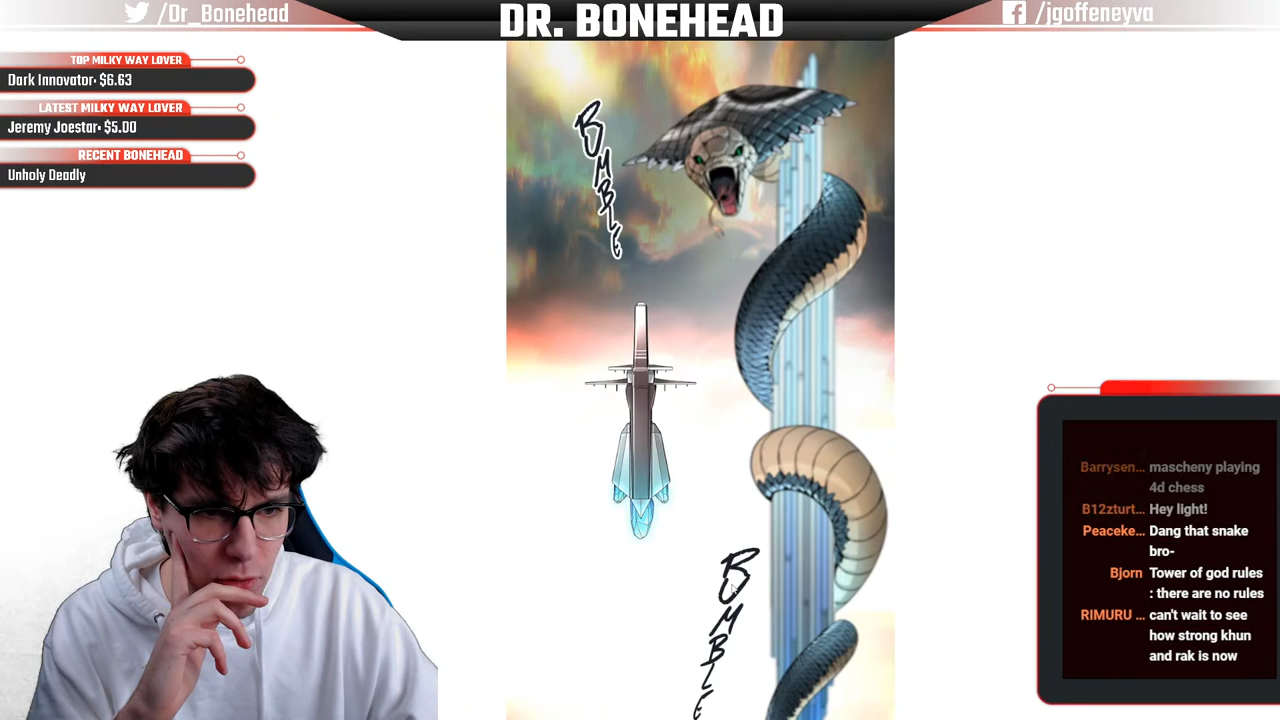 /Dr_Bonehead
DR. BONEHEAD
/jgoffeneyva
TOP MILKY WAY LOVER
Dark Innovator• $6.63
LATEST MILKY WAY LOVER
Jeremy Joestar• $5.00
RECENT BONEHEAD
Unholy Deadly
RUMBLE
RUMBLE
Barrysen... mascheny playing
4d chess
B12zturt... Hey light!
Peaceke... Dang that snake
bro-
Bjorn Tower of god rules
: there are no rules
RIMURU ... can't wait to see
how strong khun
and rak is now